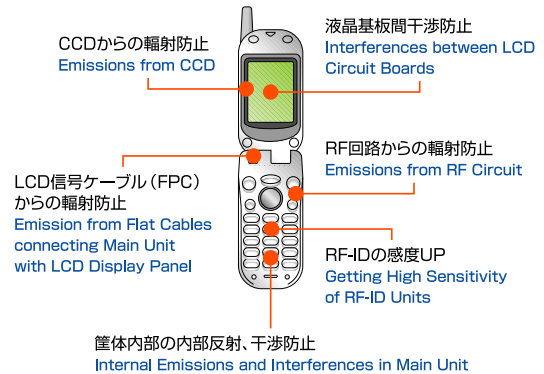 CCDからの輻射防止
Emissions from CCD
液晶基板間干渉防止
Interferences between LCD
Circuit Boards
RF回路からの輻射防止
Emissions from RF Circuit
LCD信号ケーブル(FPC)
からの輻射防止
Emission from Flat Cables
connecting Main Unit
with LCD Display Panel
RF-IDの感度UP
Getting High Sensitivity
of RF-ID Units
筐体内部の内部反射、干渉防止
Internal Emissions and Interferences in Main Unit